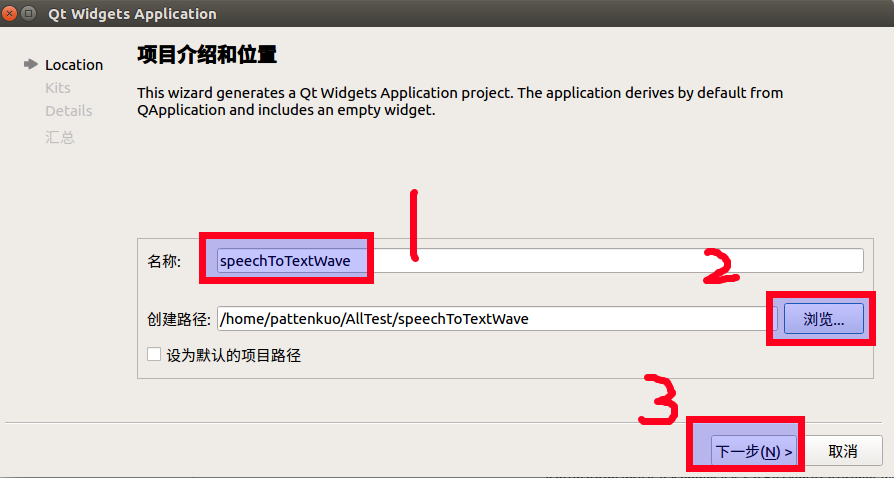 Qt Widgets Application
Location
Kits
Details
汇总
项目介绍和位置
This wizard generates a Qt Widgets Application project. The application derives by default from
QApplication and includes an empty widget.
1
名称: speechToTextWave
2
创建路径: /home/pattenkuo/AllTest/speechToTextWave 浏览...
设为默认的项目路径
3
下一步(N) > 取消